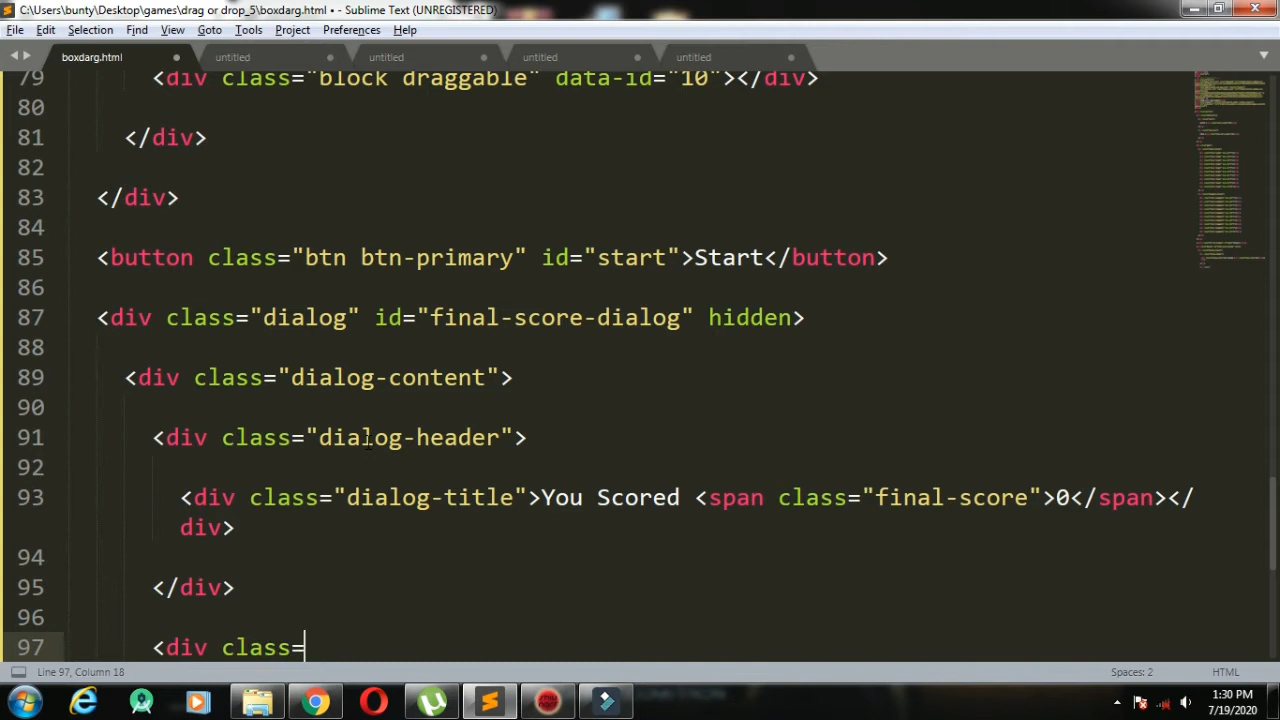 C:\Users\bunty\Desktop\games\drag or drop_5\boxdarg.html • - Sublime Text (UNREGISTERED)
File Edit Selection Find View Goto Tools Project Preferences Help
boxdarg.html untitled untitled untitled untitled
79 <div class="block draggable" data-id="10"></div>
80
81 </div>
82
83 </div>
84
85 <button class="btn btn-primary" id="start">Start</button>
86
87 <div class="dialog" id="final-score-dialog" hidden>
88
89 <div class="dialog-content">
90
91 <div class="dialog-header">
92
93 <div class="dialog-title">You Scored <span class="final-score">0</span></
div>
94
95 </div>
96
97 <div class=
Line 97, Column 18 Spaces: 2 HTML
1:30 PM
7/19/2020